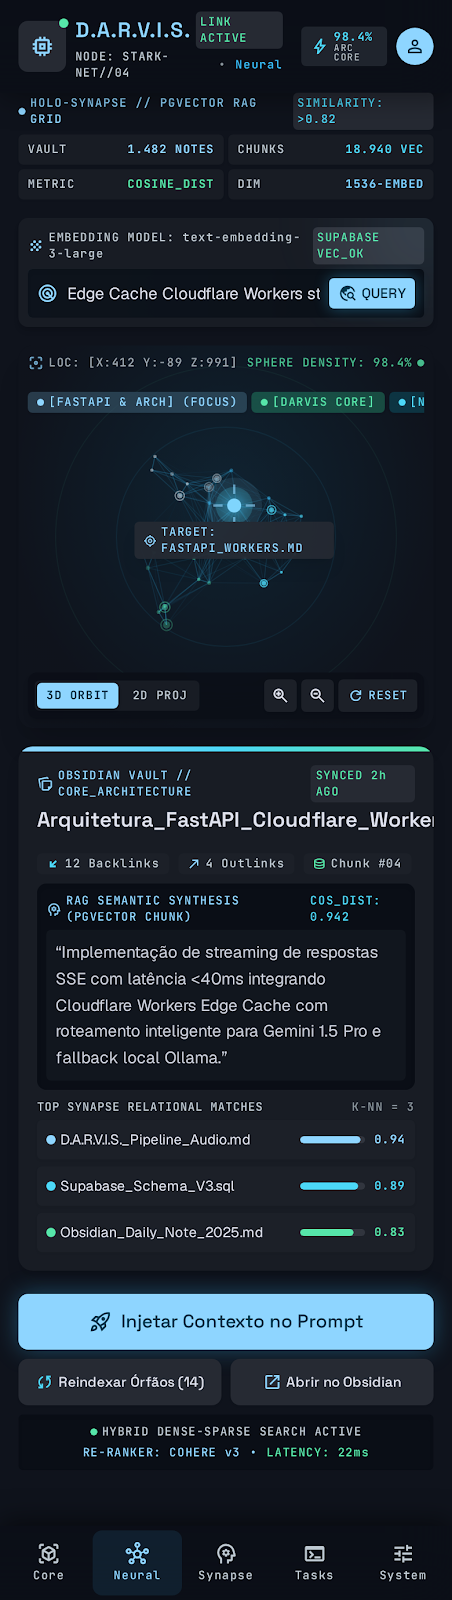 D.A.R.V.I.S.
LINK
ACTIVE
NODE: STARK-
NET//04
• Neural
98.4%
ARC
CORE
HOLO-SYNAPSE // PGVECTOR RAG
GRID
SIMILARITY:
>0.82
VAULT 1.482 NOTES
CHUNKS 18.940 VEC
METRIC COSINE_DIST
DIM 1536-EMBED
EMBEDDING MODEL: text-embedding-
3-large
SUPABASE
VEC_OK
Edge Cache Cloudflare Workers st
QUERY
LOC: [X:412 Y:-89 Z:991] SPHERE DENSITY: 98.4%
[FASTAPI & ARCH] (FOCUS) [DARVIS CORE] [N
TARGET:
FASTAPI_WORKERS.MD
3D ORBIT 2D PROJ RESET
OBSIDIAN VAULT //
CORE_ARCHITECTURE
SYNCED 2h
AGO
Arquitetura_FastAPI_Cloudflare_Worker
12 Backlinks 4 Outlinks Chunk #04
RAG SEMANTIC SYNTHESIS
(PGVECTOR CHUNK)
COS_DIST:
0.942
“Implementação de streaming de respostas
SSE com latência <40ms integrando
Cloudflare Workers Edge Cache com
roteamento inteligente para Gemini 1.5 Pro e
fallback local Ollama.”
TOP SYNAPSE RELATIONAL MATCHES K-NN = 3
D.A.R.V.I.S._Pipeline_Audio.md 0.94
Supabase_Schema_V3.sql 0.89
Obsidian_Daily_Note_2025.md 0.83
Injetar Contexto no Prompt
Reindexar Órfãos (14)
Abrir no Obsidian
HYBRID DENSE-SPARSE SEARCH ACTIVE
RE-RANKER: COHERE v3 • LATENCY: 22ms
Core Neural Synapse Tasks System